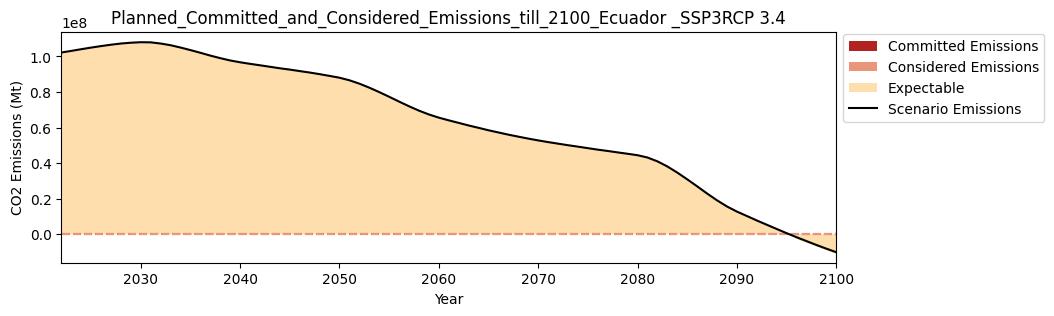 Planned_Committed_and_Considered_Emissions_till_2100_Ecuador _SSP3RCP 3.4
1e8
1.0
0.8
0.6
0.4
0.2
0.0
CO2 Emissions (Mt)
2030 2040 2050 2060 2070 2080 2090 2100
Year
Committed Emissions
Considered Emissions
Expectable
Scenario Emissions